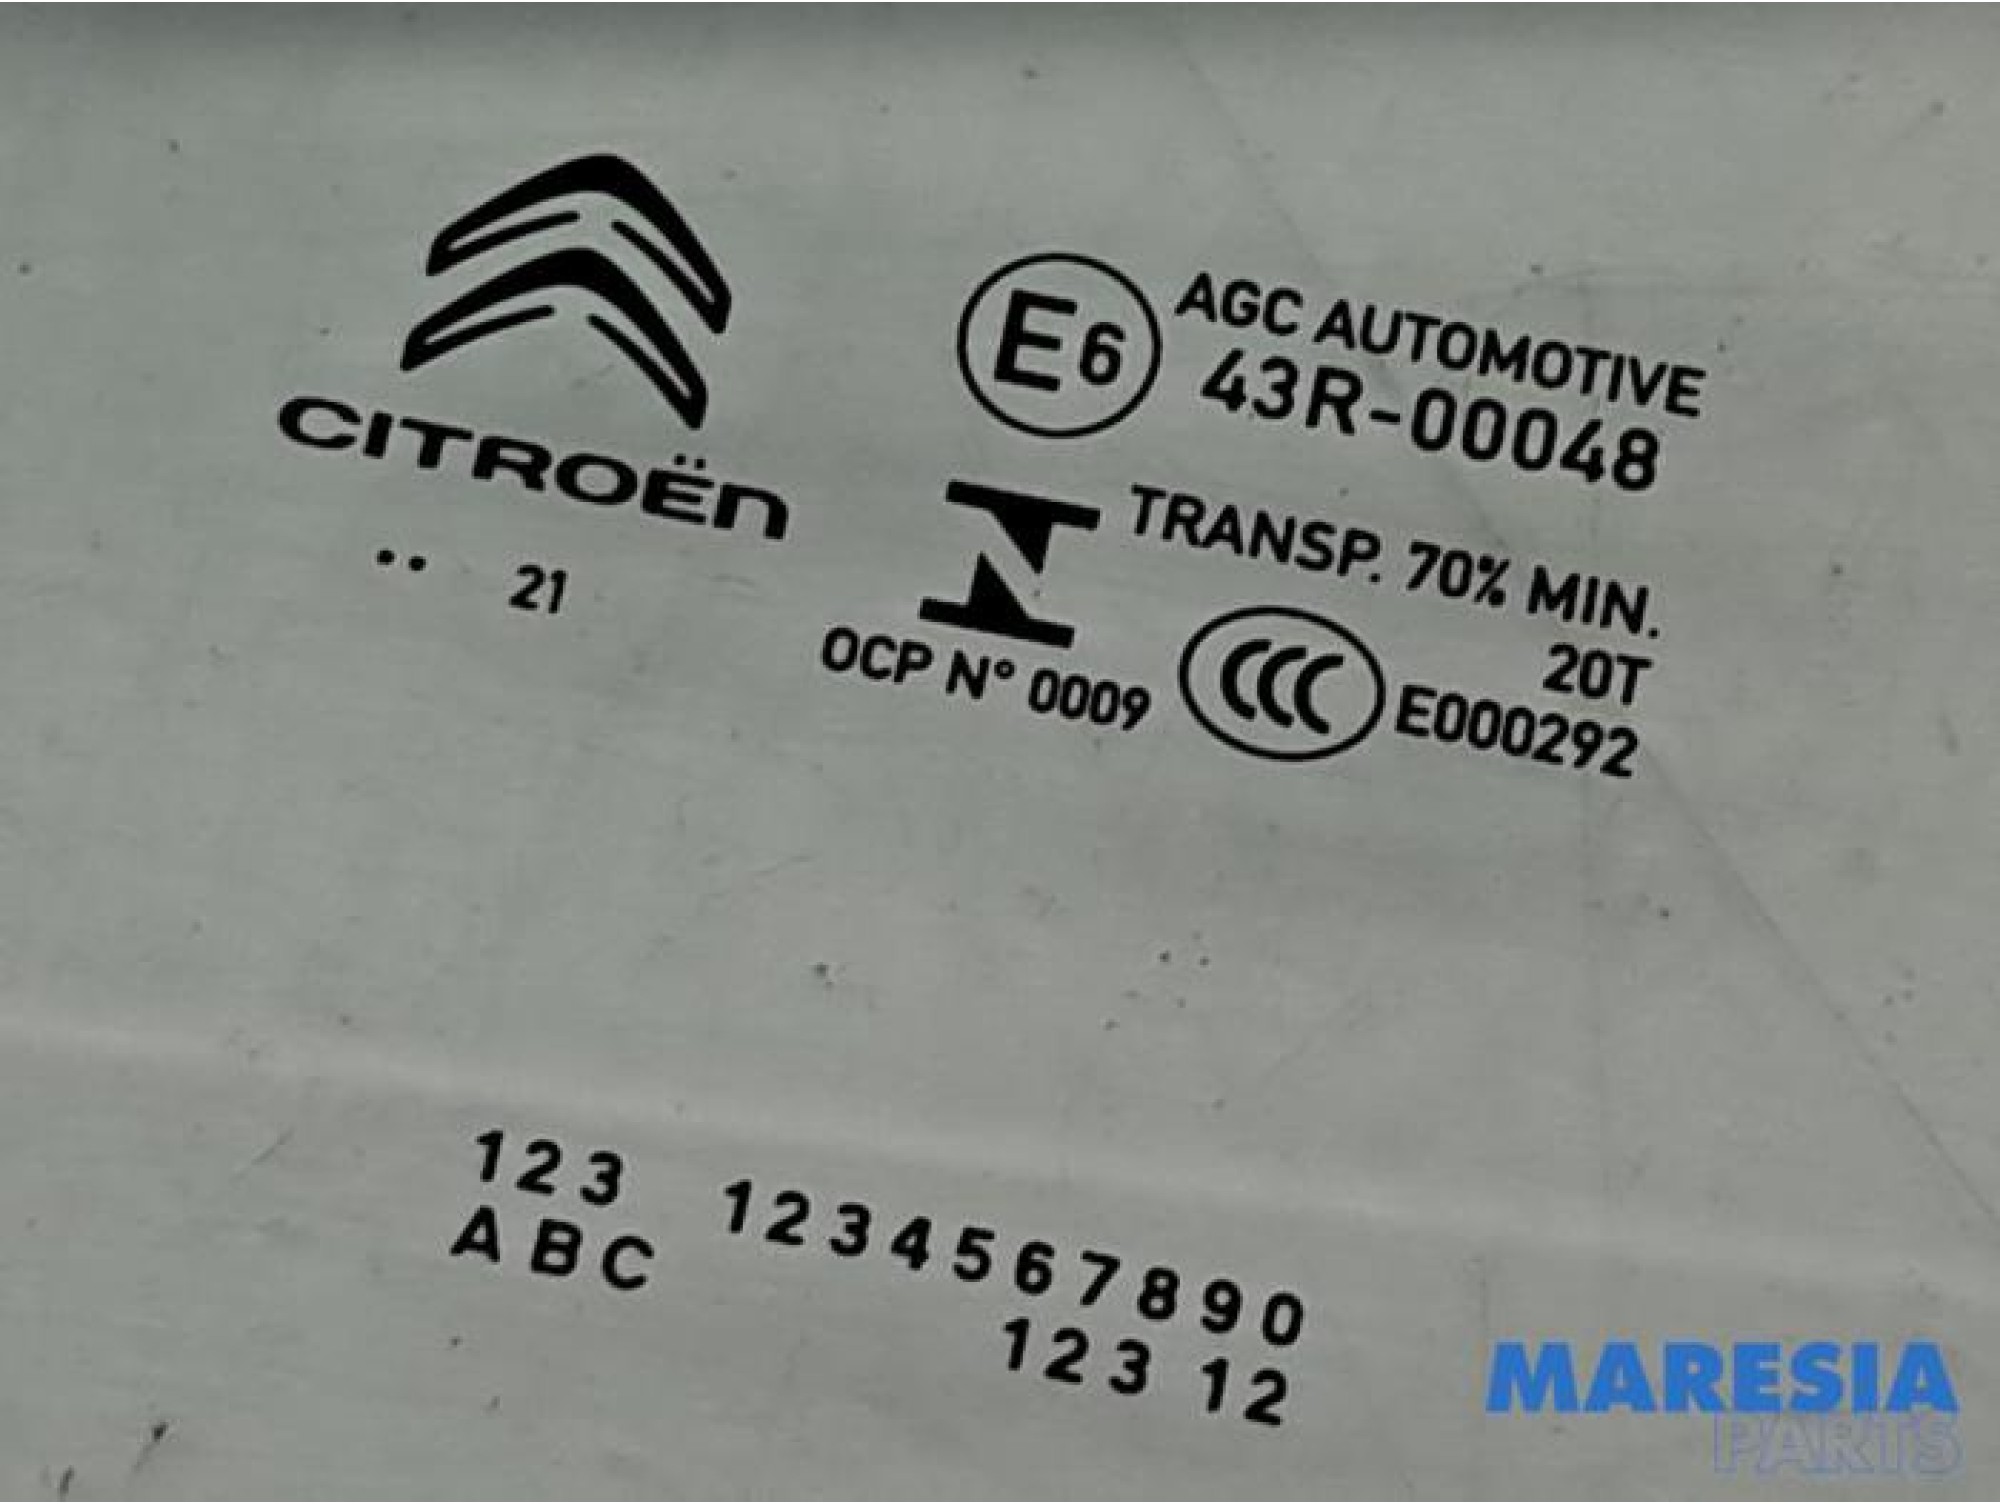 CITROËN
.. 21
E6
AGC AUTOMOTIVE
43R-00048
TRANSP. 70% MIN.
20T
OCP N° 0009
CCC E000292
123 1234567890
ABC
123 12
MARESIA
PARTS